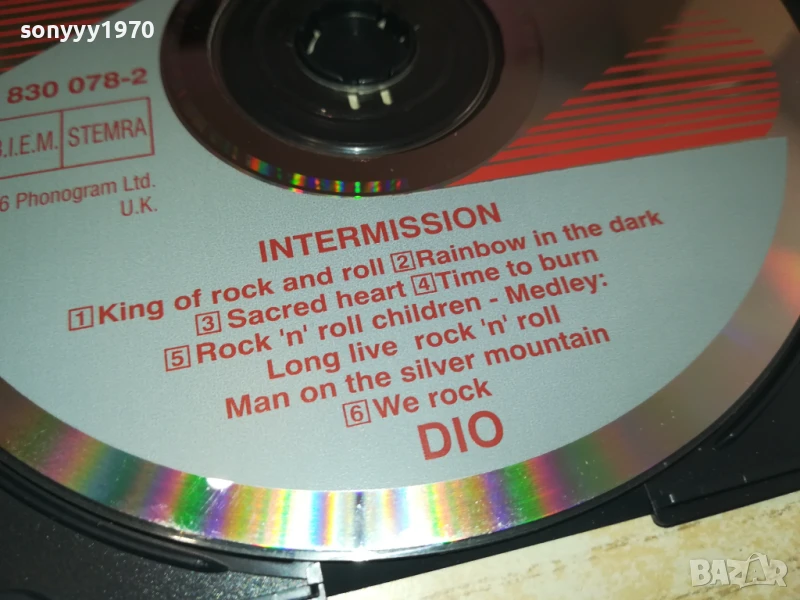 sonyyy1970
830 078-2
B.I.E.M. STEMRA
6 Phonogram Ltd.
U.K.
INTERMISSION
1 King of rock and roll 2 Rainbow in the dark
3 Sacred heart 4 Time to burn
5 Rock 'n' roll children - Medley:
Long live rock 'n' roll
Man on the silver mountain
6 We rock
DIO
BAZAR